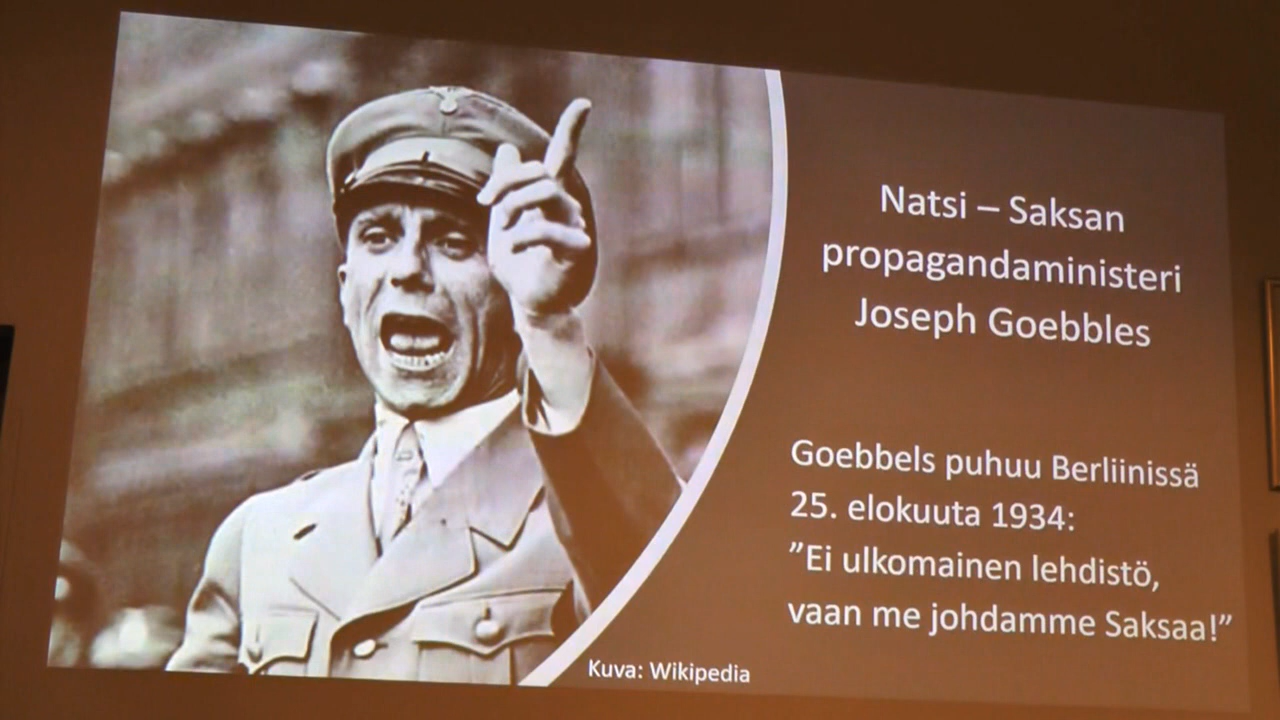 Natsi – Saksan
propagandaministeri
Joseph Goebbles
Goebbels puhuu Berliinissä
25. elokuuta 1934:
”Ei ulkomainen lehdistö,
vaan me johdamme Saksaa!”
Kuva: Wikipedia